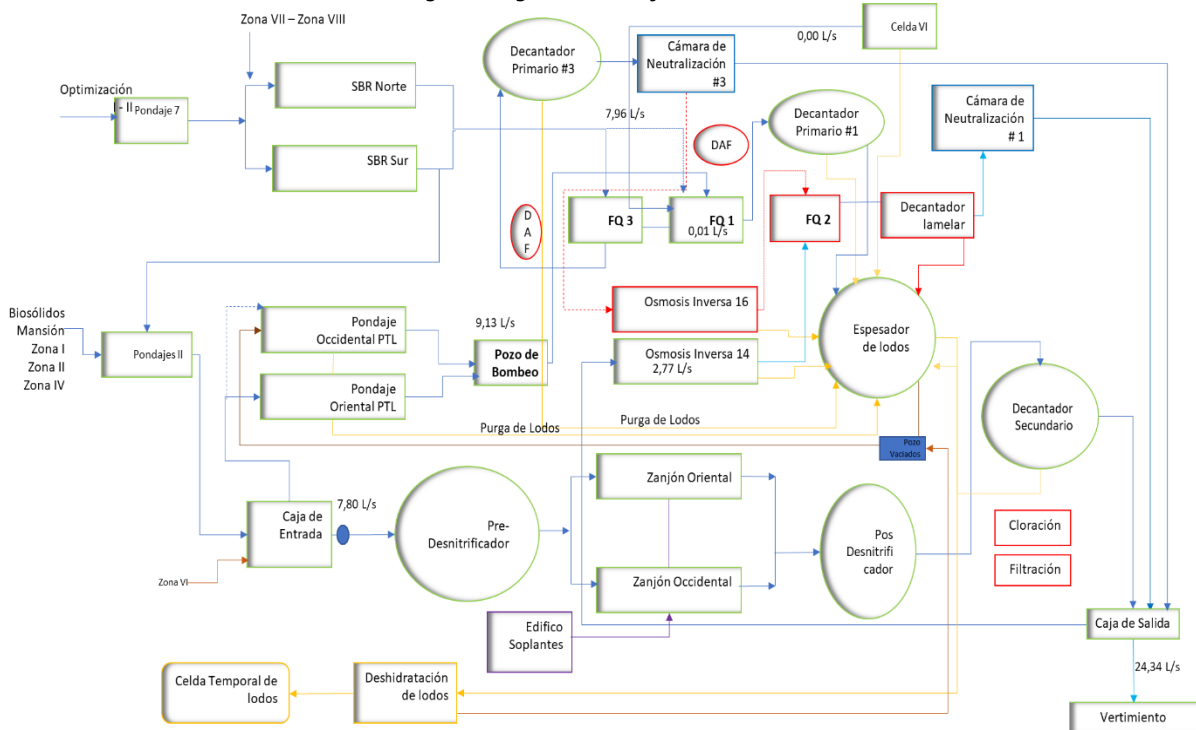 Zona VII – Zona VIII
0,00 L/s
Celda VI
Decantador
Primario #3
Cámara de
Neutralización
#3
Optimización
I - II
Pondaje 7
SBR Norte
SBR Sur
7,96 L/s
DAF
Decantador
Primario #1
Cámara de
Neutralización
# 1
D
A
F
FQ 3
FQ 1
0,01 L/s
FQ 2
Decantador
lamelar
Biosólidos
Mansión
Zona I
Zona II
Zona IV
Pondajes II
Pondaje
Occidental PTL
Pondaje
Oriental PTL
9,13 L/s
Pozo de
Bombeo
Osmosis Inversa 16
Osmosis Inversa 14
2,77 L/s
Espesador
de lodos
Purga de Lodos
Purga de Lodos
Pozo
Vaciados
Decantador
Secundario
7,80 L/s
Caja de
Entrada
Zona VI
Pre-
Desnitrificador
Zanjón Oriental
Zanjón Occidental
Pos
Desnitrifi
cador
Cloración
Filtración
Edifico
Soplantes
Caja de Salida
24,34 L/s
Celda Temporal de
lodos
Deshidratación
de lodos
Vertimiento